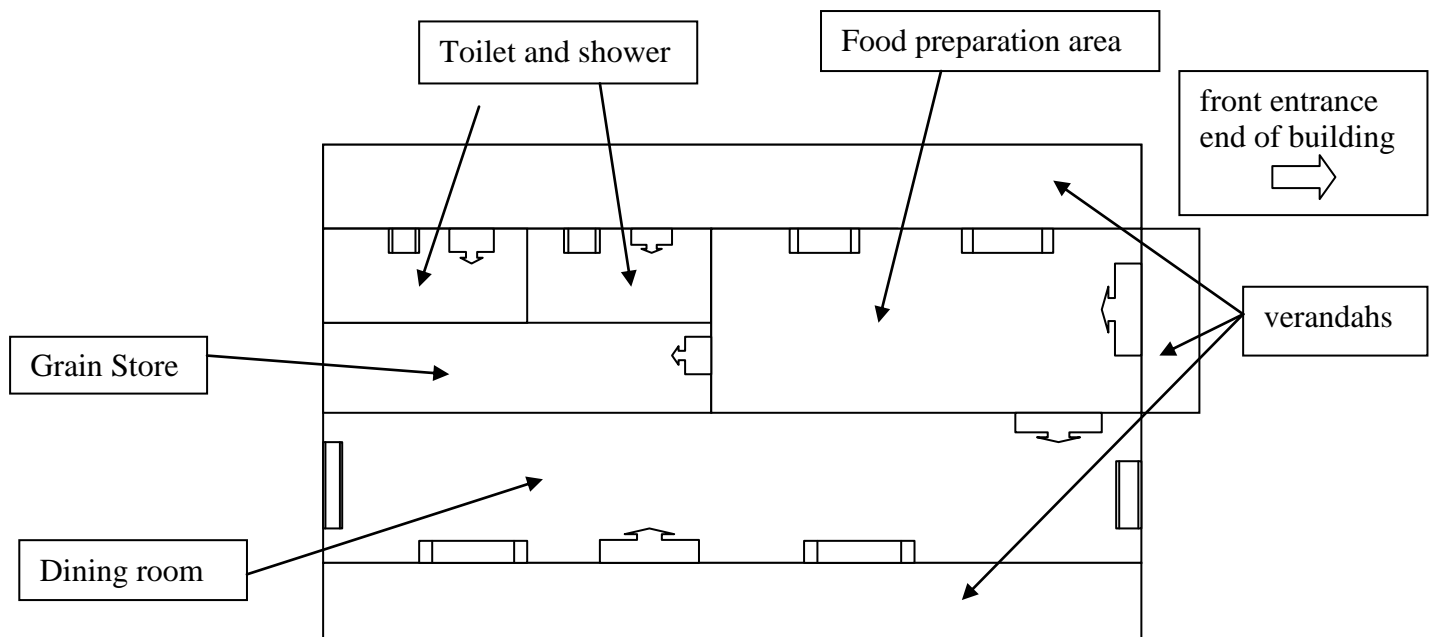 Toilet and shower
Food preparation area
front entrance
end of building
verandahs
Grain Store
Dining room